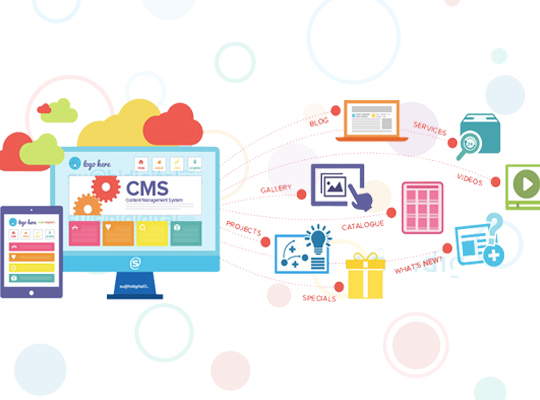 BLOG
SERVICES
logo here
CMS
Content Management System
VIDEOS
GALLERY
CATALOGUE
logo here
PROJECTS
WHAT'S NEW?
SPECIALS